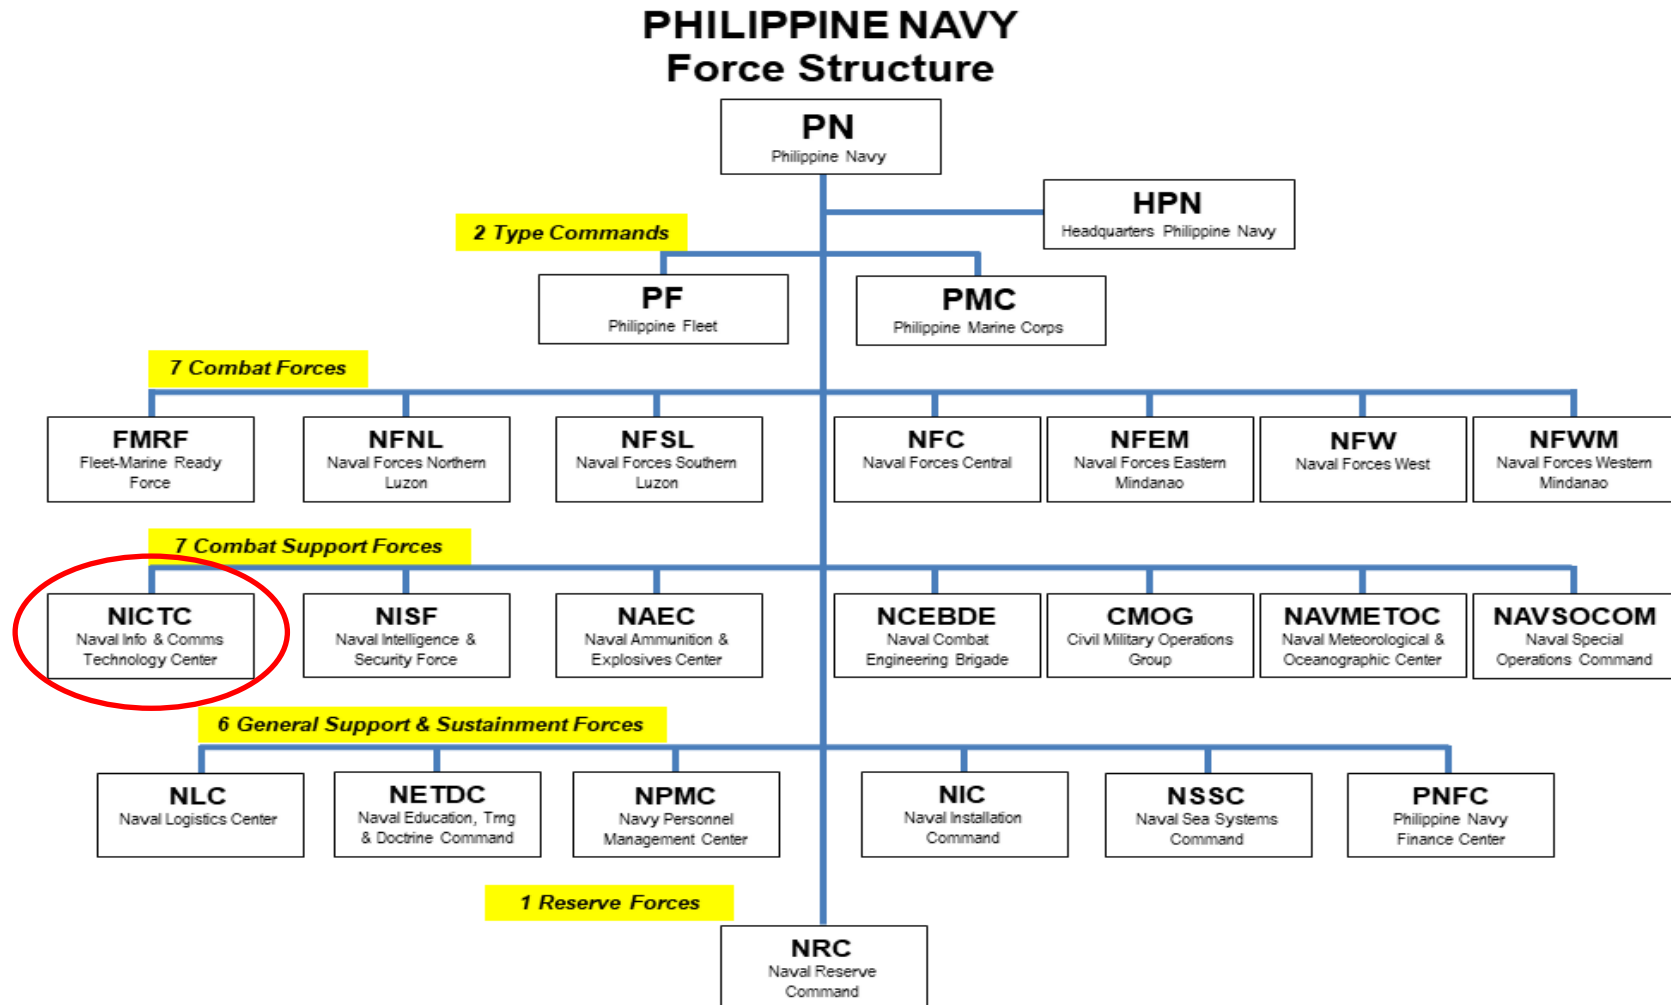 PHILIPPINE NAVY
Force Structure
PN
Philippine Navy
HPN
Headquarters Philippine Navy
2 Type Commands
PF
Philippine Fleet
PMC
Philippine Marine Corps
7 Combat Forces
FMRF
Fleet-Marine Ready
Force
NFNL
Naval Forces Northern
Luzon
NFSL
Naval Forces Southern
Luzon
NFC
Naval Forces Central
NFEM
Naval Forces Eastern
Mindanao
NFW
Naval Forces West
NFWM
Naval Forces Western
Mindanao
7 Combat Support Forces
NICTC
Naval Info & Comms
Technology Center
NISF
Naval Intelligence &
Security Force
NAEC
Naval Ammunition &
Explosives Center
NCEBDE
Naval Combat
Engineering Brigade
CMOG
Civil Military Operations
Group
NAVMETOC
Naval Meteorological &
Oceanographic Center
NAVSOCOM
Naval Special
Operations Command
6 General Support & Sustainment Forces
NLC
Naval Logistics Center
NETDC
Naval Education, Trng
& Doctrine Command
NPMC
Navy Personnel
Management Center
NIC
Naval Installation
Command
NSSC
Naval Sea Systems
Command
PNFC
Philippine Navy
Finance Center
1 Reserve Forces
NRC
Naval Reserve
Command